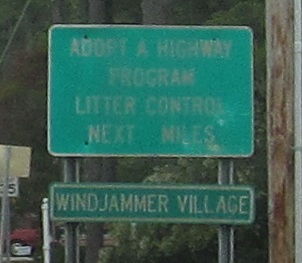 ADOPT A HIGHWAY
PROGRAM
LITTER CONTROL
NEXT MILES
WINDJAMMER VILLAGE